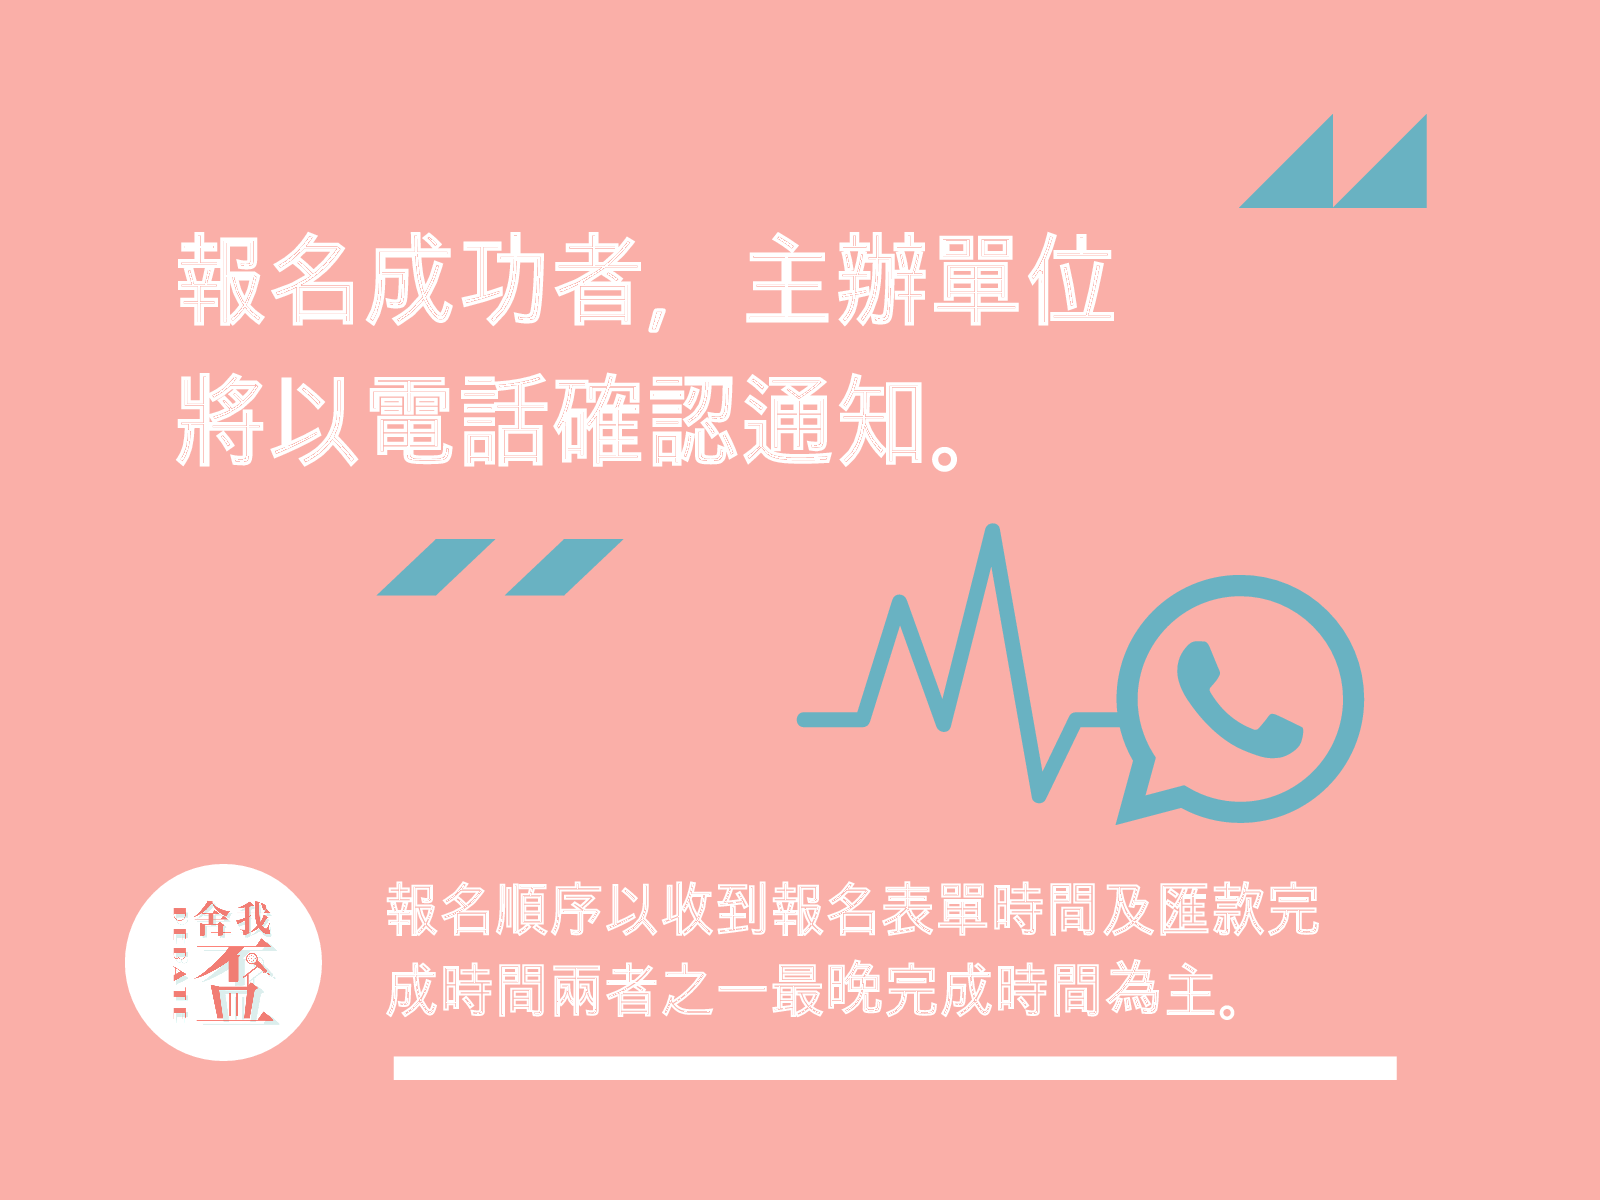 報名成功者，主辦單位
將以電話確認通知。
報名順序以收到報名表單時間及匯款完
成時間兩者之一最晚完成時間為主。
舍我
DEBATE